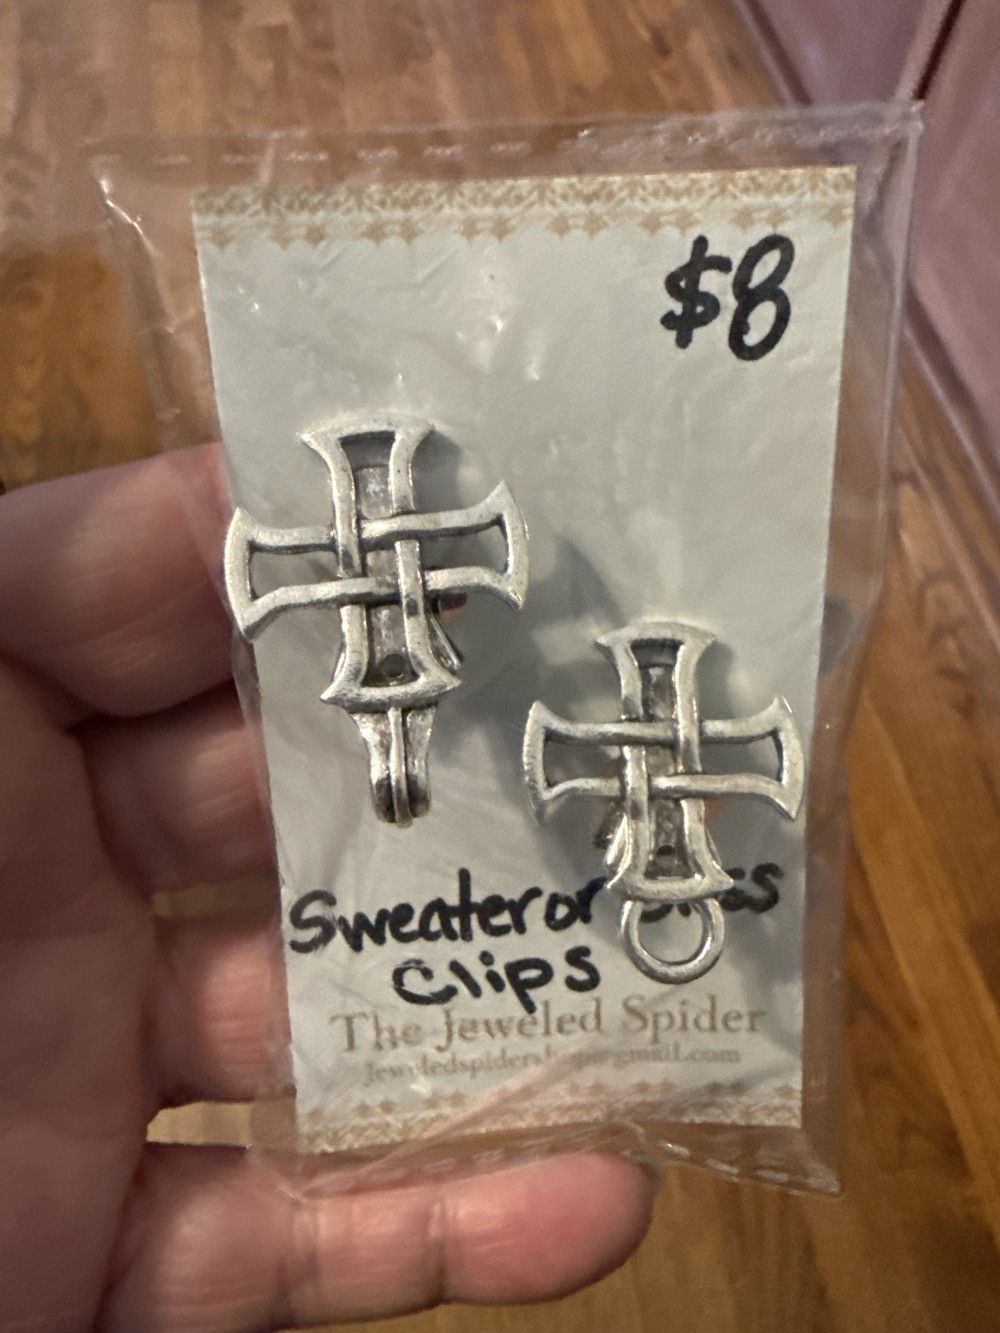 $8
Sweater or
Clips
The Jeweled Spider